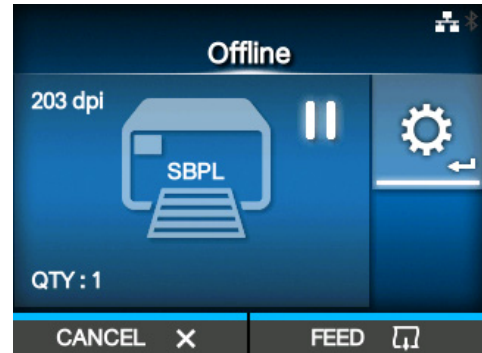 Offline
203 dpi
SBPL
QTY : 1
CANCEL
FEED